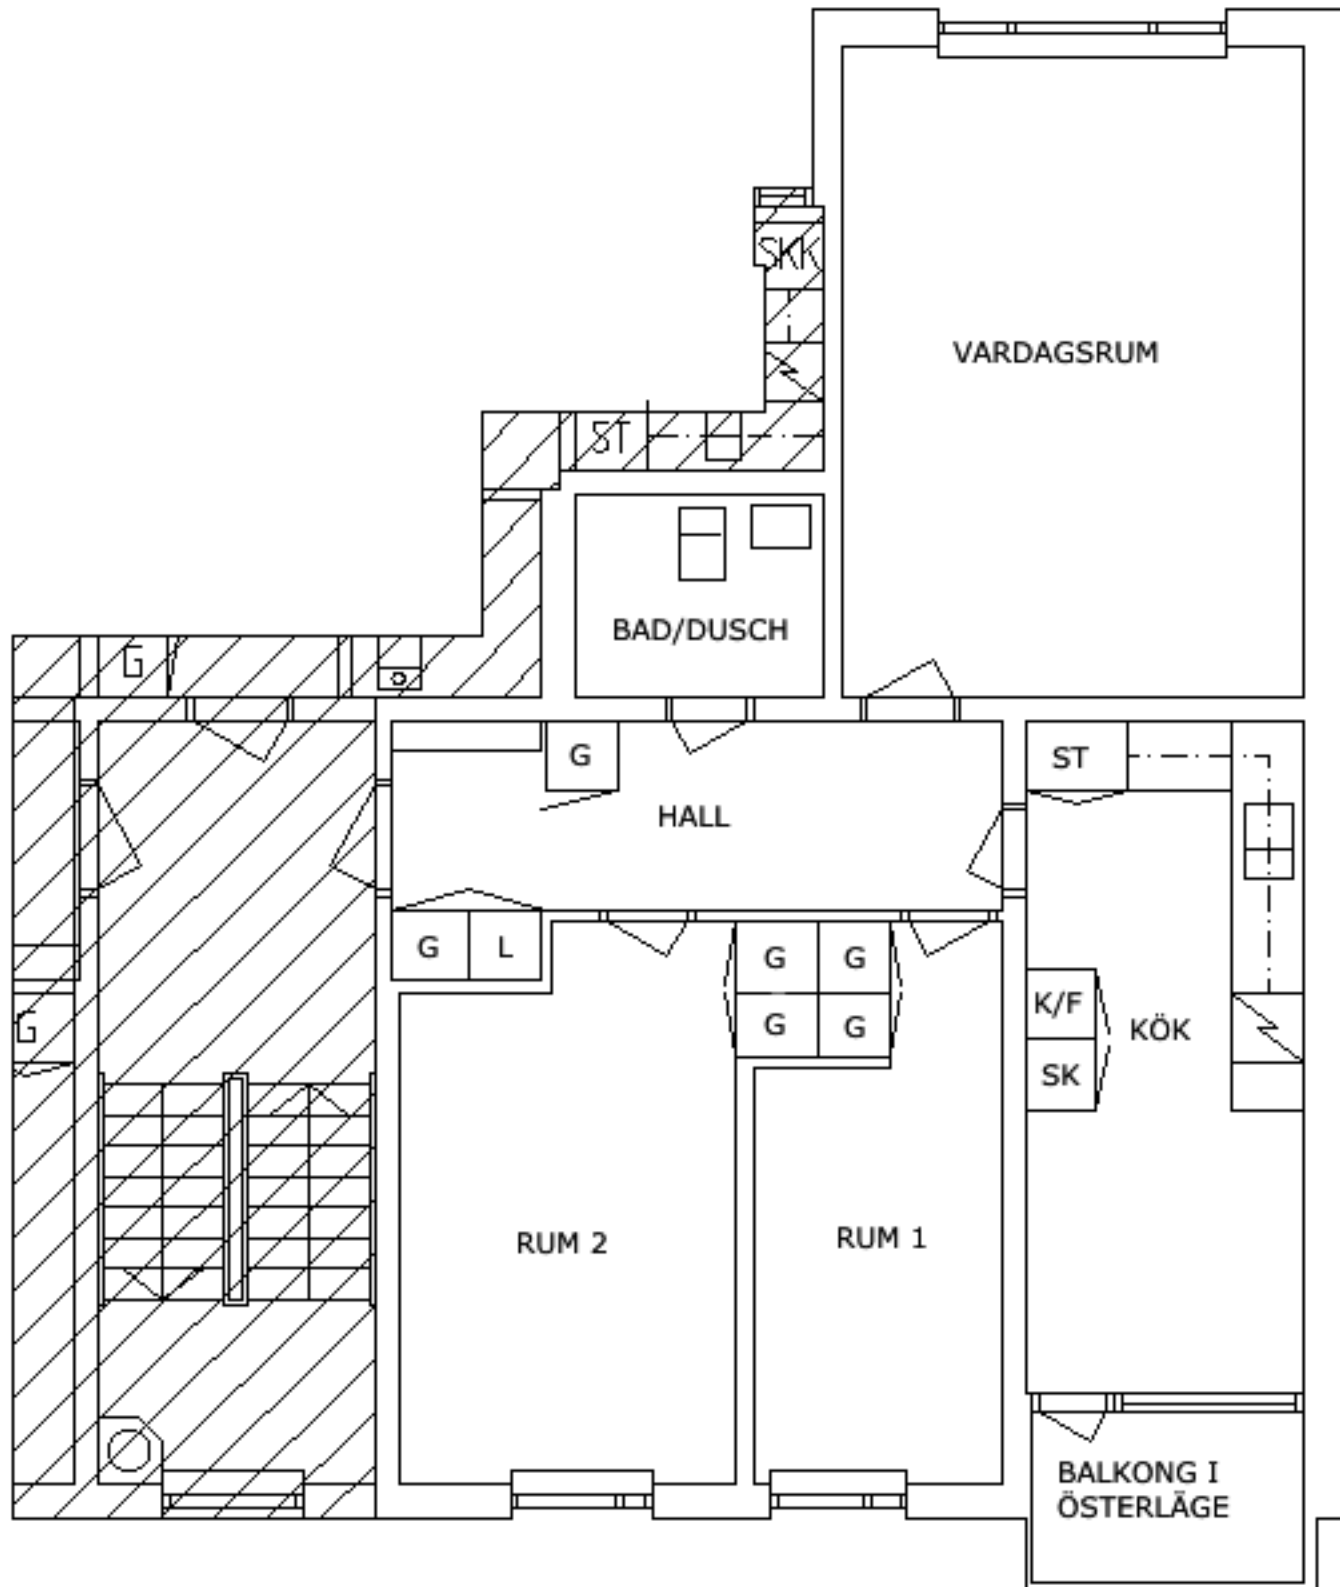 SKK
VARDAGSRUM
ST
BAD/DUSCH
G
G
ST
HALL
G
L
G
G
G
G
G
K/F
KÖK
SK
RUM 2
RUM 1
BALKONG I
ÖSTERLÄGE